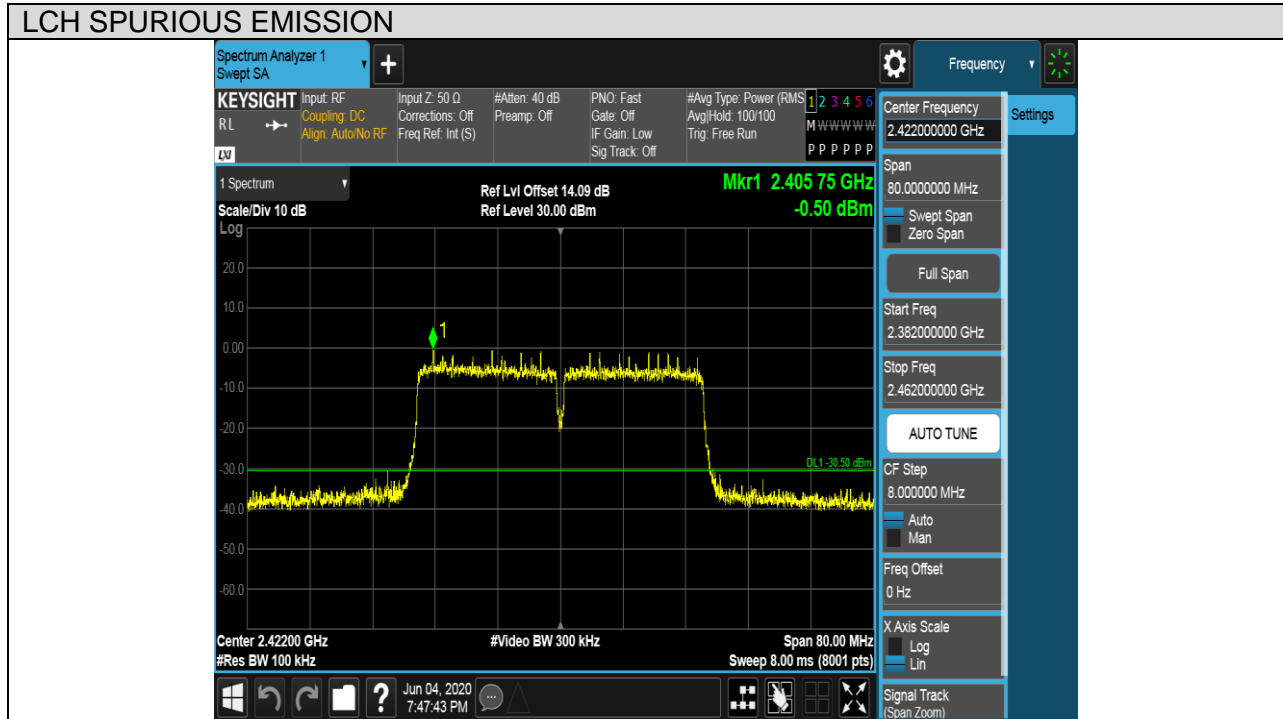 LCH SPURIOUS EMISSION
Spectrum Analyzer 1
Swept SA
+
Frequency
KEYSIGHT
RL
LXI
Input: RF
Coupling: DC
Align: Auto/No RF
Input Z: 50 Ω
Corrections: Off
Freq Ref: Int (S)
#Atten: 40 dB
Preamp: Off
PNO: Fast
Gate: Off
IF Gain: Low
Sig Track: Off
#Avg Type: Power (RMS
Avg|Hold: 100/100
Trig: Free Run
1 2 3 4 5 6
M W W W W W
P P P P P P
1 Spectrum
Scale/Div 10 dB
Ref Lvl Offset 14.09 dB
Ref Level 30.00 dBm
Mkr1 2.405 75 GHz
-0.50 dBm
Log
20.0
10.0
0.00
-10.0
-20.0
-30.0
-40.0
-50.0
-60.0
1
DL1 -30.50 dBm
Center 2.42200 GHz
#Res BW 100 kHz
#Video BW 300 kHz
Span 80.00 MHz
Sweep 8.00 ms (8001 pts)
?
Jun 04, 2020
7:47:43 PM
Center Frequency
2.422000000 GHz
Settings
Span
80.0000000 MHz
Swept Span
Zero Span
Full Span
Start Freq
2.382000000 GHz
Stop Freq
2.462000000 GHz
AUTO TUNE
CF Step
8.000000 MHz
Auto
Man
Freq Offset
0 Hz
X Axis Scale
Log
Lin
Signal Track
(Span Zoom)